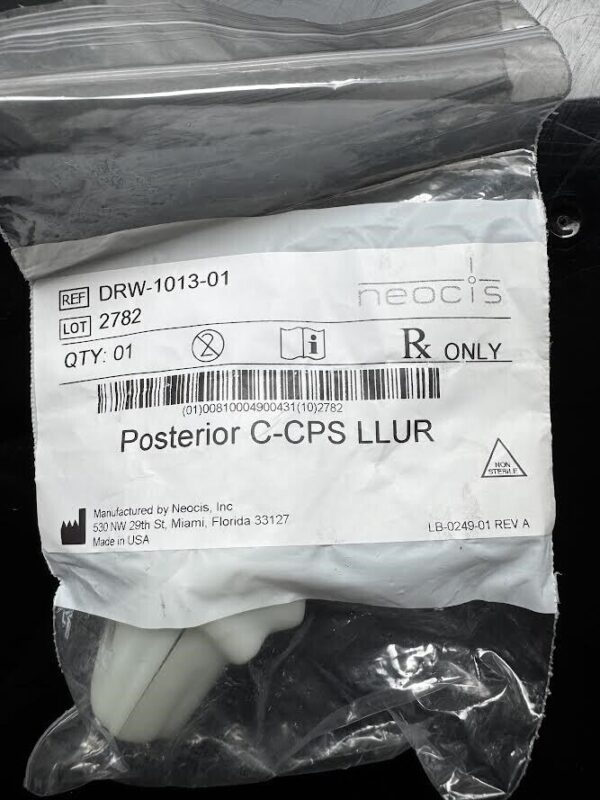 REF DRW-1013-01
neocis
LOT 2782
QTY: 01
2
i
Rx ONLY
(01)00810004900431(10)2782
Posterior C-CPS LLUR
NON
STERILE
Manufactured by Neocis, Inc
530 NW 29th St, Miami, Florida 33127
Made in USA
LB-0249-01 REV A